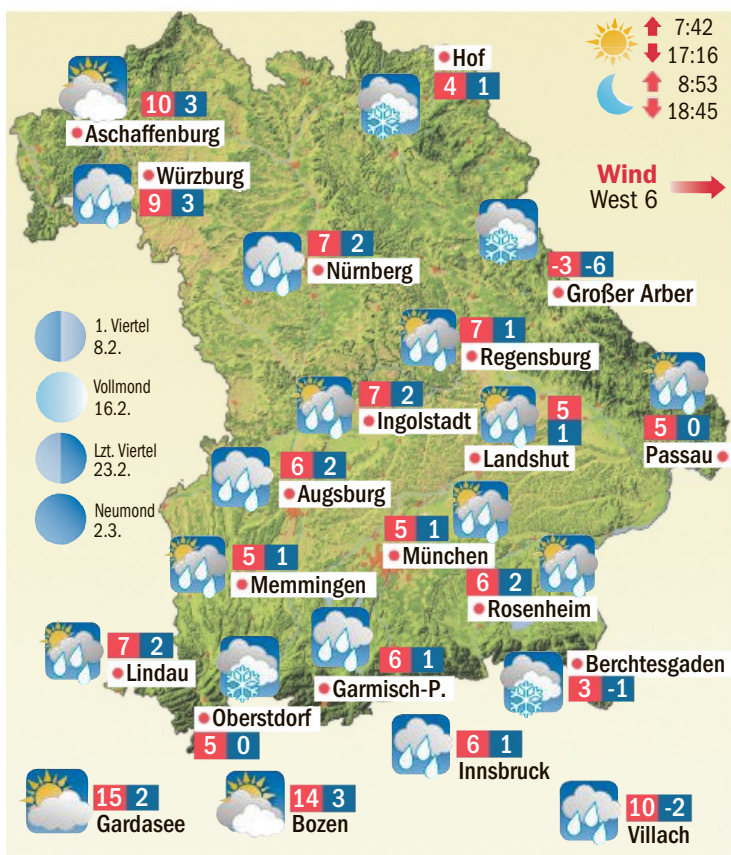 7:42
17:16
8:53
18:45
Hof
4 1
10 3
Aschaffenburg
Würzburg
9 3
Wind
West 6
7 2
Nürnberg
-3 -6
Großer Arber
1. Viertel
8.2.
Vollmond
16.2.
Lzt. Viertel
23.2.
Neumond
2.3.
7 1
Regensburg
7 2
Ingolstadt
5
1
Landshut
5 0
Passau
6 2
Augsburg
5 1
München
5 1
Memmingen
6 2
Rosenheim
7 2
Lindau
6 1
Garmisch-P.
Berchtesgaden
3 -1
Oberstdorf
5 0
6 1
Innsbruck
15 2
Gardasee
14 3
Bozen
10 -2
Villach